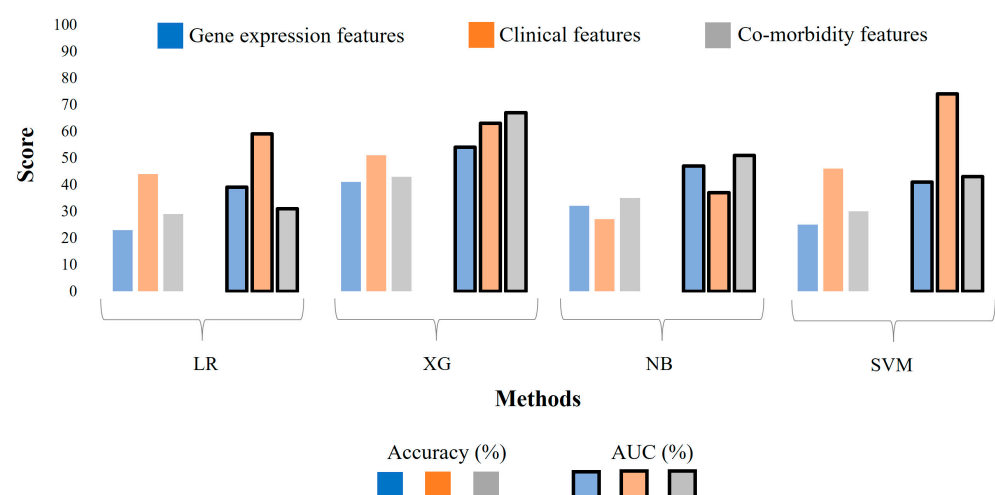 100
90
80
70
60
50
40
30
20
10
0
Score
Gene expression features
Clinical features
Co-morbidity features
LR
XG
NB
SVM
Methods
Accuracy (%)
AUC (%)